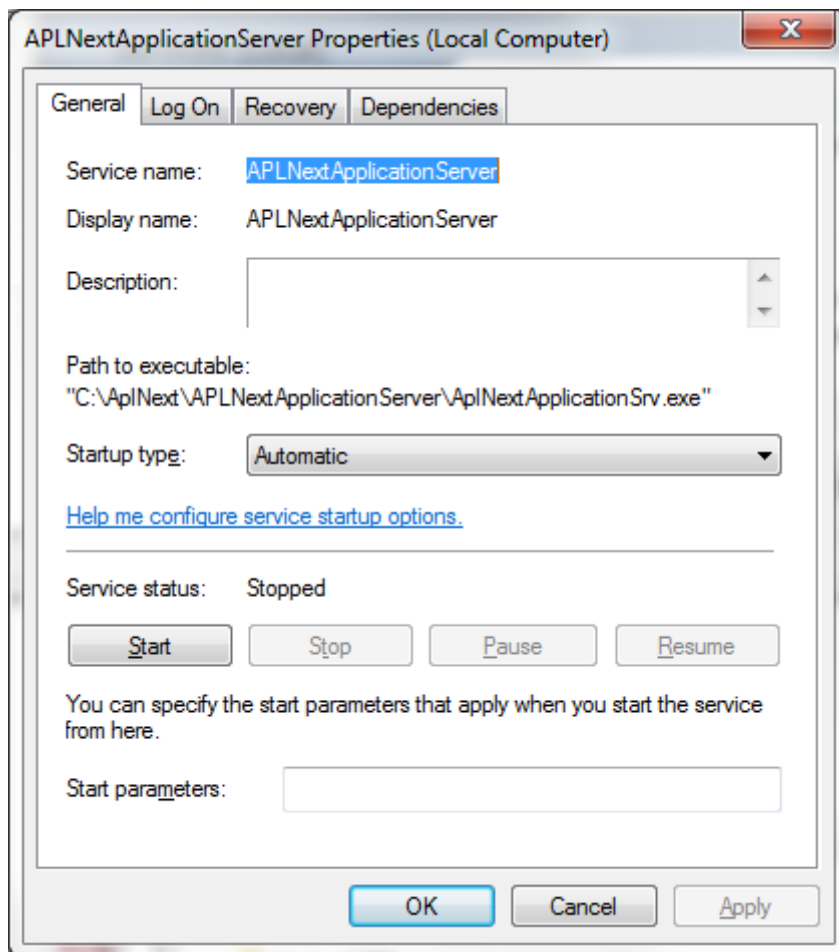 APLNextApplicationServer Properties (Local Computer)
General Log On Recovery Dependencies
Service name: APLNextApplicationServer
Display name: APLNextApplicationServer
Description:
Path to executable:
"C:\AplNext\APLNextApplicationServer\AplNextApplicationSrv.exe"
Startup type: Automatic
Help me configure service startup options.
Service status: Stopped
Start Stop Pause Resume
You can specify the start parameters that apply when you start the service
from here.
Start parameters:
OK Cancel Apply